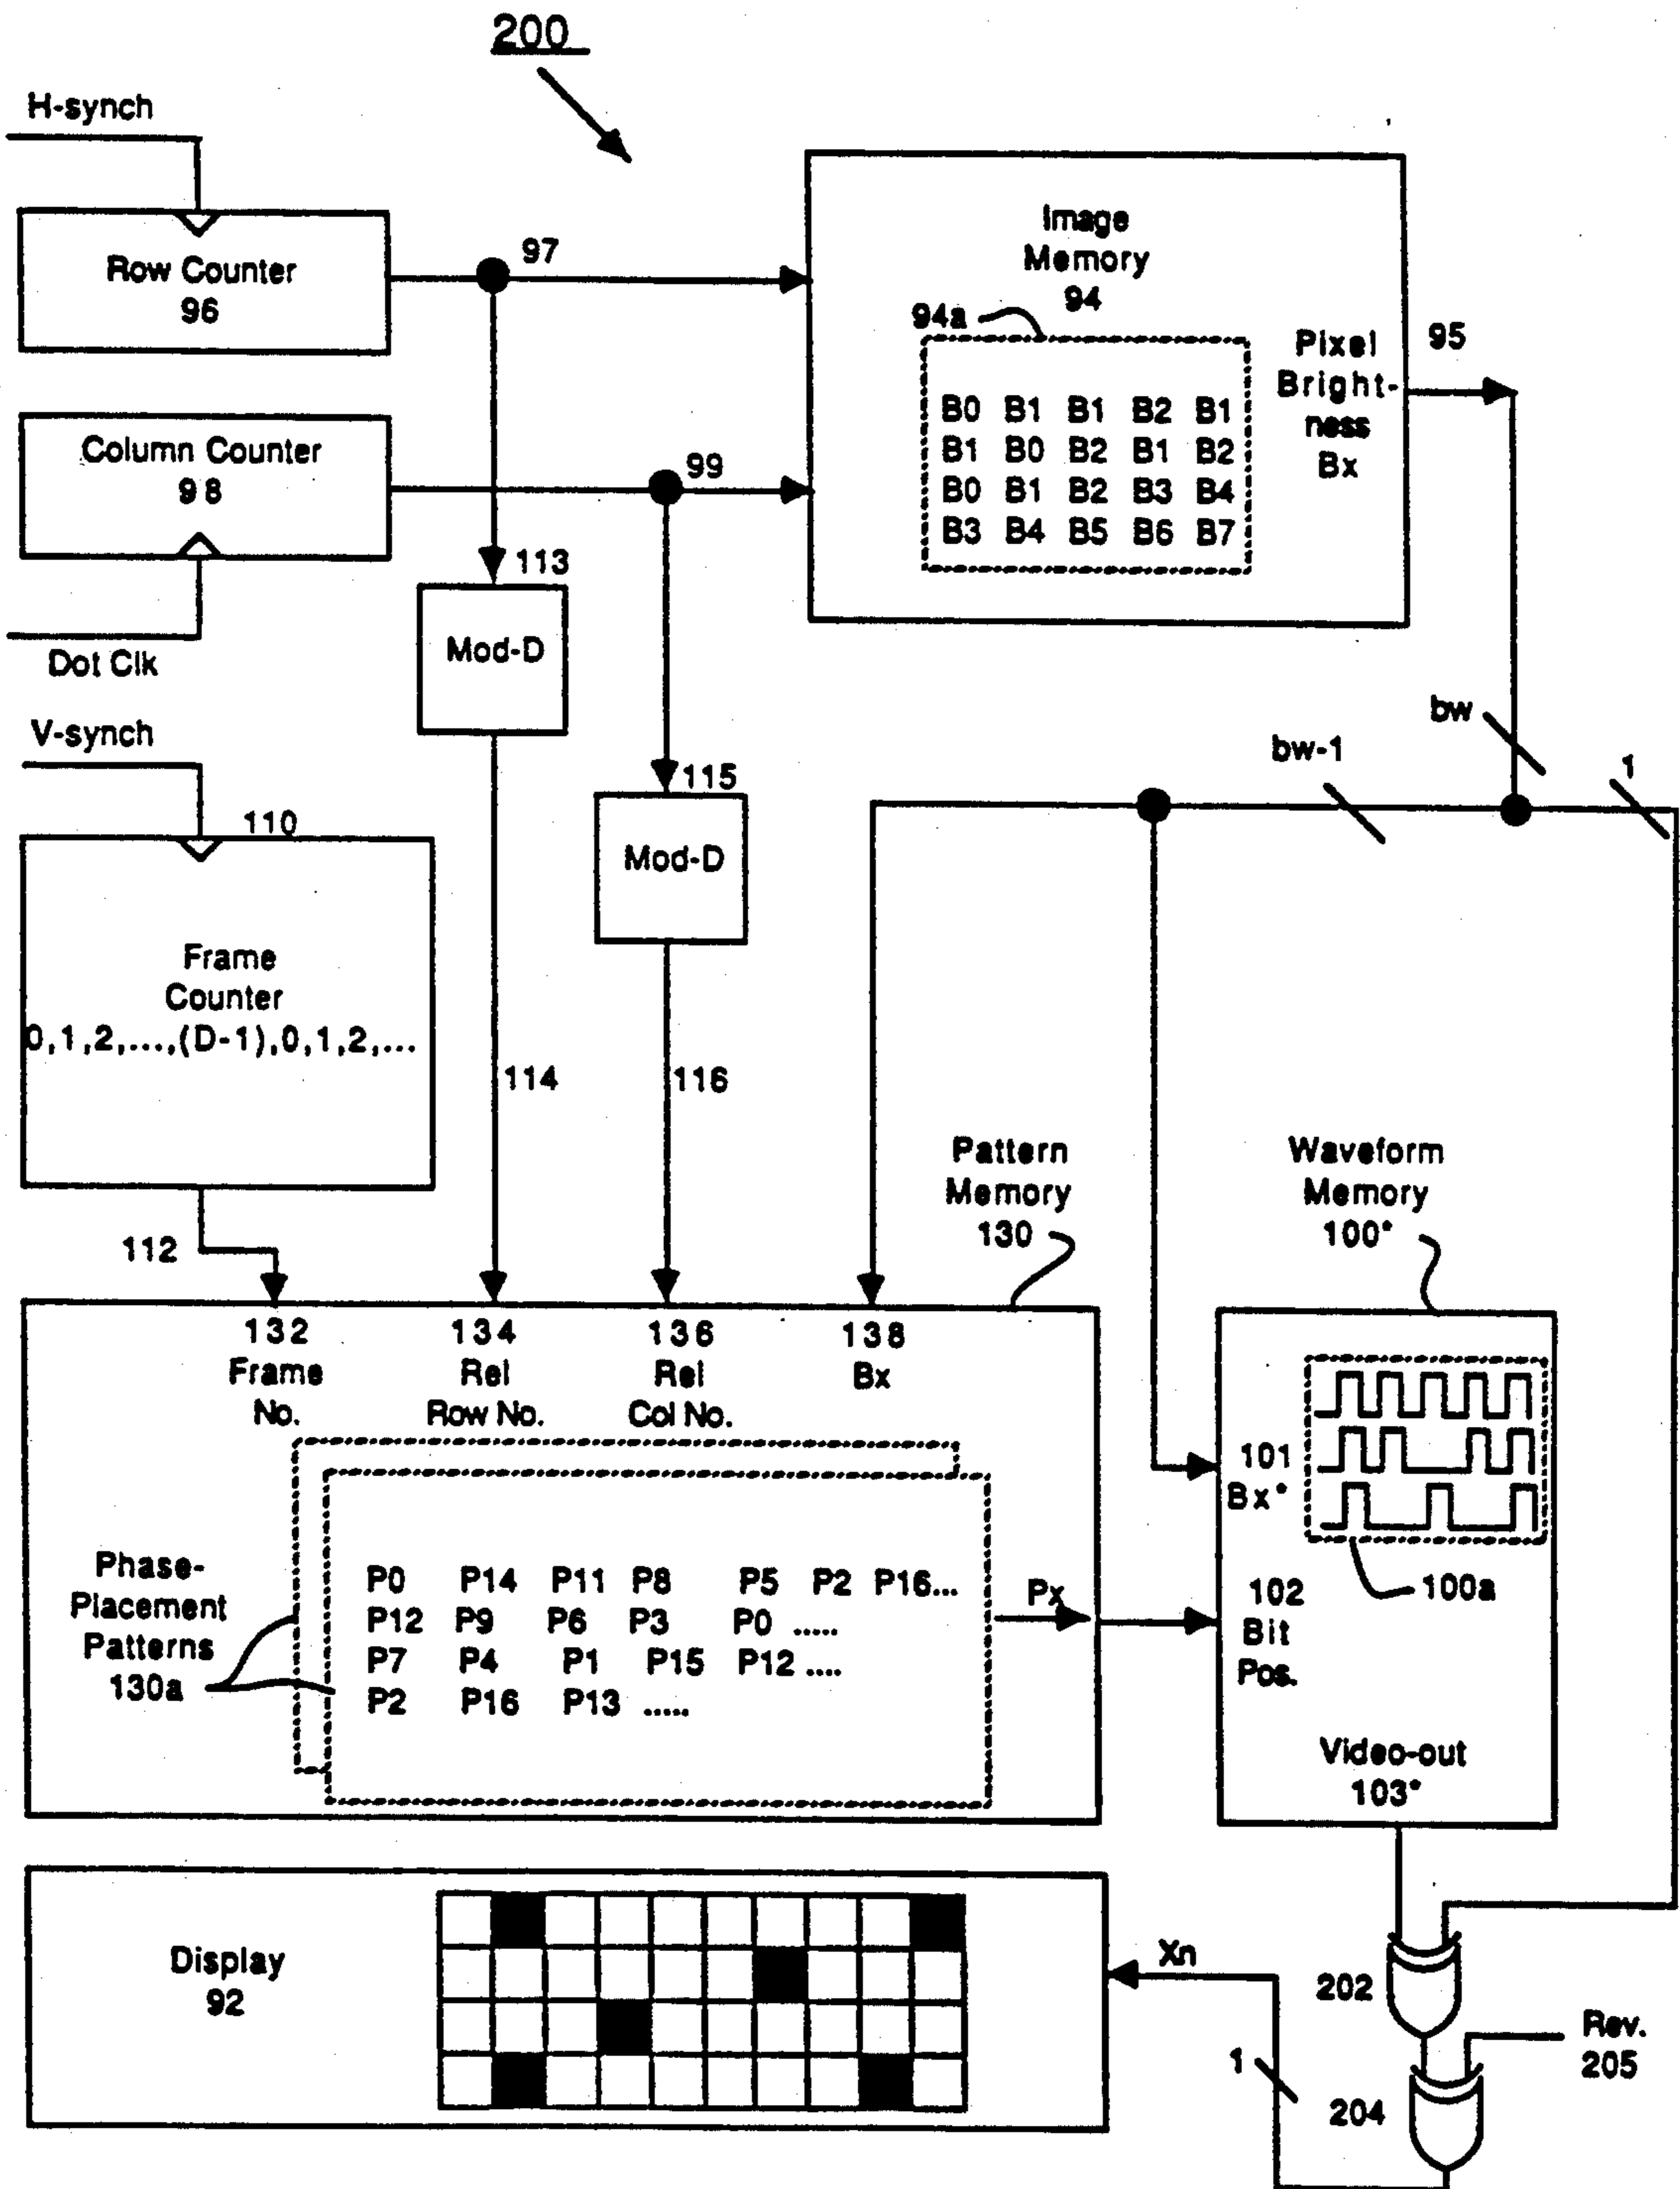 200
H-synch
Row Counter
96
97
Image
Memory
94
94a
B0 B1 B1 B2 B1
B1 B0 B2 B1 B2
B0 B1 B2 B3 B4
B3 B4 B5 B6 B7
Pixel
Bright-
ness
Bx
95
Column Counter
98
99
Dot Clk
113
Mod-D
115
Mod-D
V-synch
110
Frame
Counter
0,1,2,...,(D-1),0,1,2,...
112
114
116
bw
bw-1
1
Pattern
Memory
130
Waveform
Memory
100*
132
Frame
No.
134
Rel
Row No.
136
Rel
Col No.
138
Bx
Phase-
Placement
Patterns
130a
P0 P14 P11 P8 P5 P2 P16...
P12 P9 P6 P3 P0 .....
P7 P4 P1 P15 P12 ....
P2 P16 P13 .....
Px
101
Bx*
100a
102
Bit
Pos.
Video-out
103*
Display
92
Xn
202
Rev.
205
1
204